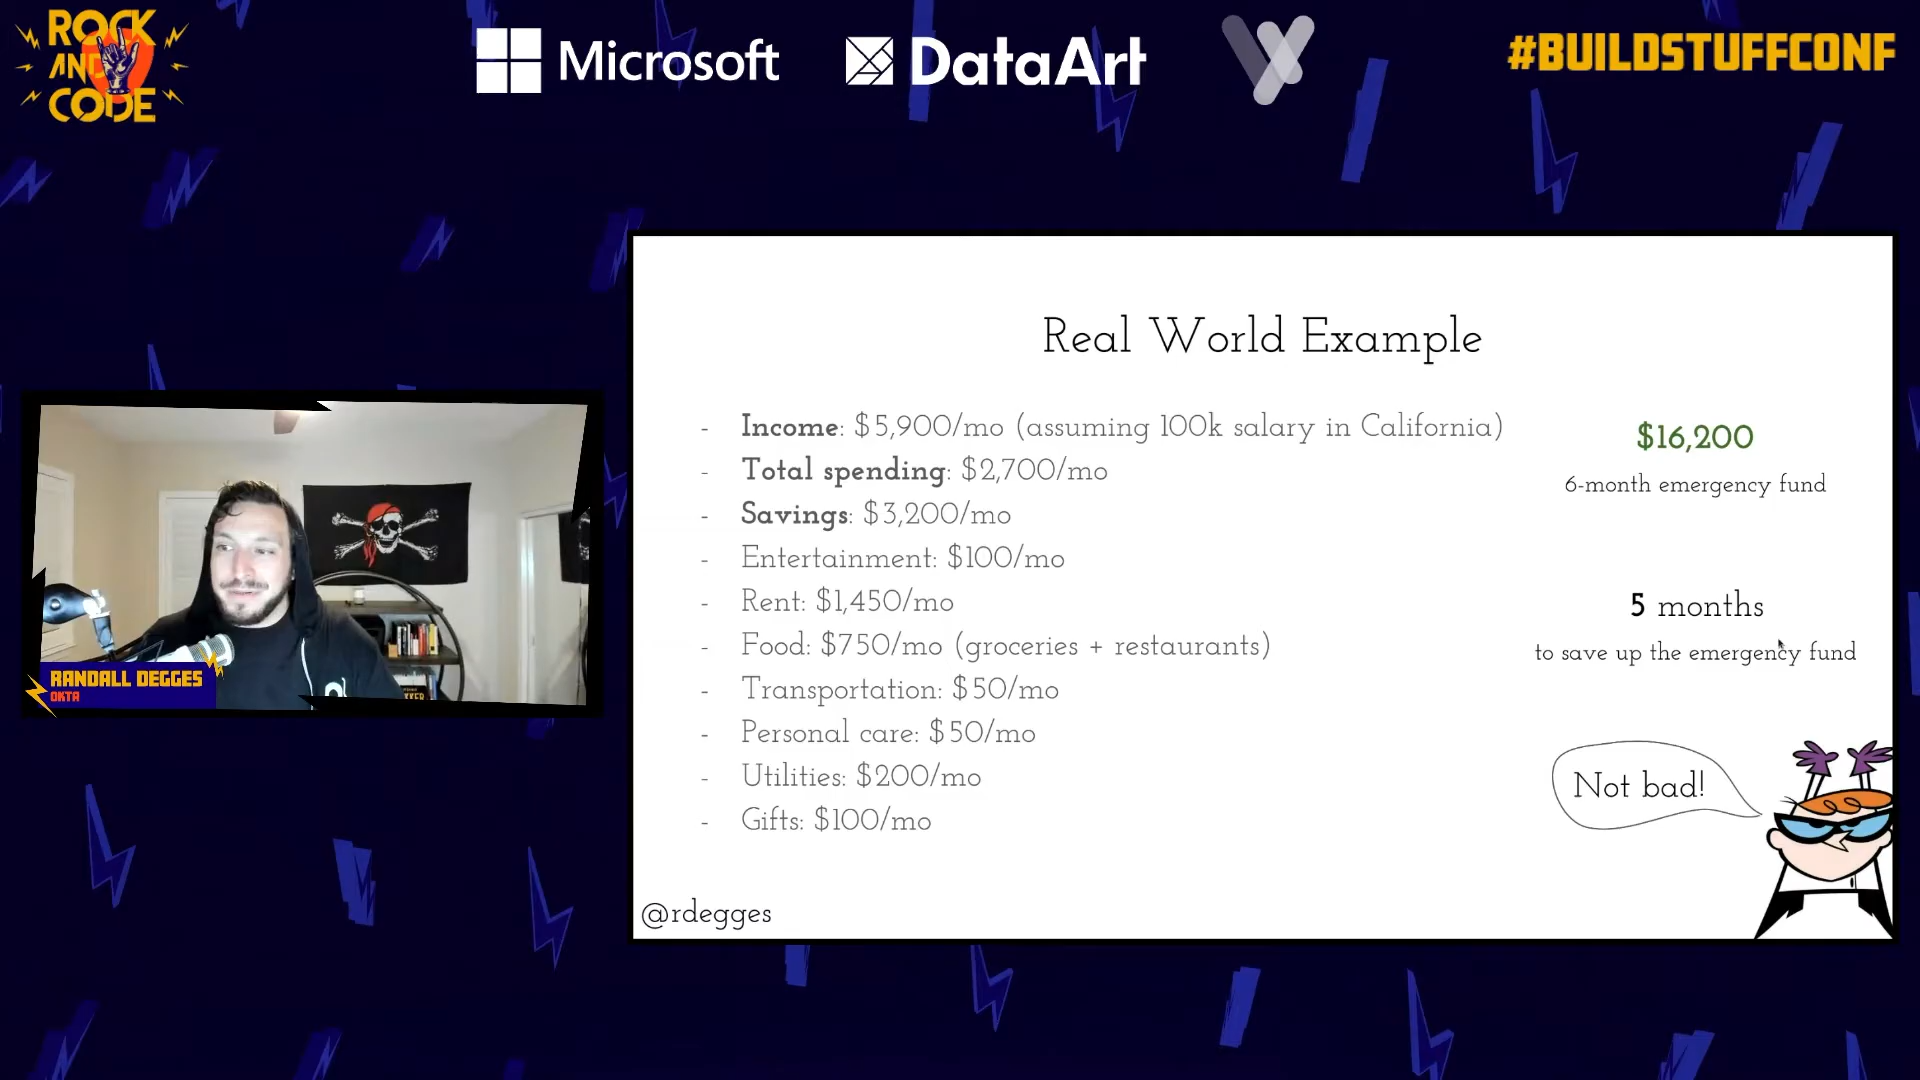 ROCK
AND
CODE
Microsoft
DataArt
#BUILDSTUFFCONF
RANDALL DEGGES
OKTA
Real World Example
- Income: $5,900/mo (assuming 100k salary in California)
- Total spending: $2,700/mo
- Savings: $3,200/mo
- Entertainment: $100/mo
- Rent: $1,450/mo
- Food: $750/mo (groceries + restaurants)
- Transportation: $50/mo
- Personal care: $50/mo
- Utilities: $200/mo
- Gifts: $100/mo
$16,200
6-month emergency fund
5 months
to save up the emergency fund
Not bad!
@rdegges